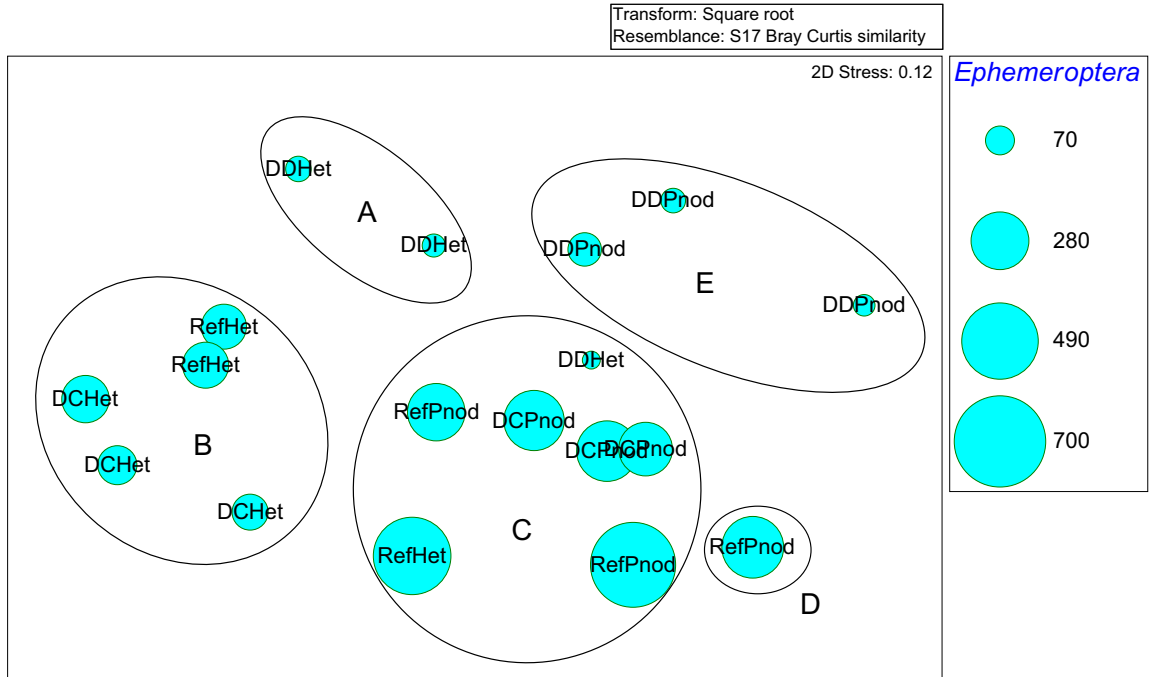 Transform: Square root
Resemblance: S17 Bray Curtis similarity
2D Stress: 0.12
Ephemeroptera
70
280
490
700
DDHet
DDHet
A
DDPnod
DDPnod
E
DDPnod
RefHet
RefHet
DCHet
B
DCHet
DCHet
DDHet
RefPnod
DCPnod
DCPnod
DCPnod
C
RefHet
RefPnod
RefPnod
D